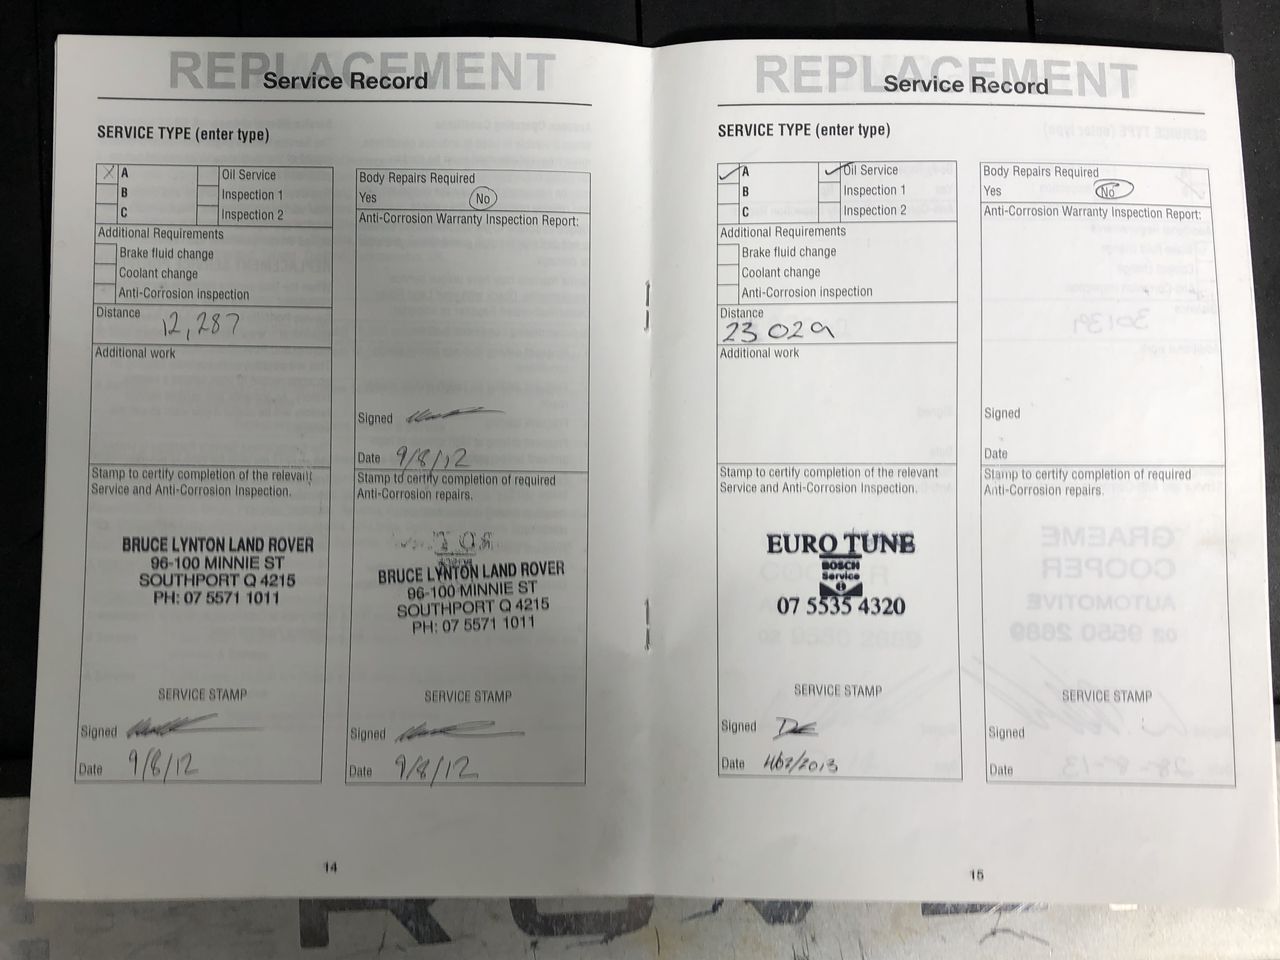 REPLACEMENT
Service Record
SERVICE TYPE (enter type)
X A Oil Service
B Inspection 1
C Inspection 2
Additional Requirements
Brake fluid change
Coolant change
Anti-Corrosion inspection
Distance
12,287
Additional work
Stamp to certify completion of the relevant
Service and Anti-Corrosion Inspection.
BRUCE LYNTON LAND ROVER
96-100 MINNIE ST
SOUTHPORT Q 4215
PH: 07 5571 1011
SERVICE STAMP
Signed
Date 9/8/12
Body Repairs Required
Yes No
Anti-Corrosion Warranty Inspection Report:
Signed
Date 9/8/12
Stamp to certify completion of required
Anti-Corrosion repairs.
BRUCE LYNTON LAND ROVER
96-100 MINNIE ST
SOUTHPORT Q 4215
PH: 07 5571 1011
SERVICE STAMP
Signed
Date 9/8/12
14
REPLACEMENT
Service Record
SERVICE TYPE (enter type)
A Oil Service
B Inspection 1
C Inspection 2
Additional Requirements
Brake fluid change
Coolant change
Anti-Corrosion inspection
Distance
23029
Additional work
Stamp to certify completion of the relevant
Service and Anti-Corrosion Inspection.
EURO TUNE
BOSCH
Service
07 5535 4320
SERVICE STAMP
Signed
Date
Body Repairs Required
Yes No
Anti-Corrosion Warranty Inspection Report:
Signed
Date
Stamp to certify completion of required
Anti-Corrosion repairs.
SERVICE STAMP
Signed
Date
15